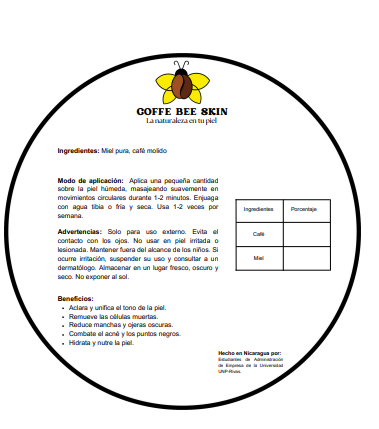 COFFE BEE SKIN
La naturaleza en tu piel
Ingredientes: Miel pura, café molido
Modo de aplicación: Aplica una pequeña cantidad
sobre la piel húmeda, masajeando suavemente en
movimientos circulares durante 1-2 minutos. Enjuaga
con agua tibia o fría y seca. Usa 1-2 veces por
semana.
Advertencias: Solo para uso externo. Evita el
contacto con los ojos. No usar en piel irritada o
lesionada. Mantener fuera del alcance de los niños. Si
ocurre irritación, suspender su uso y consultar a un
dermatólogo. Almacenar en un lugar fresco, oscuro y
seco. No exponer al sol.
Ingredientes Porcentaje
Café
Miel
Beneficios:
• Aclara y unifica el tono de la piel.
• Remueve las células muertas.
• Reduce manchas y ojeras oscuras.
• Combate el acné y los puntos negros.
• Hidrata y nutre la piel.
Hecho en Nicaragua por:
Estudiantes de Administración
de Empresa de la Universidad
UNP-Rivas.